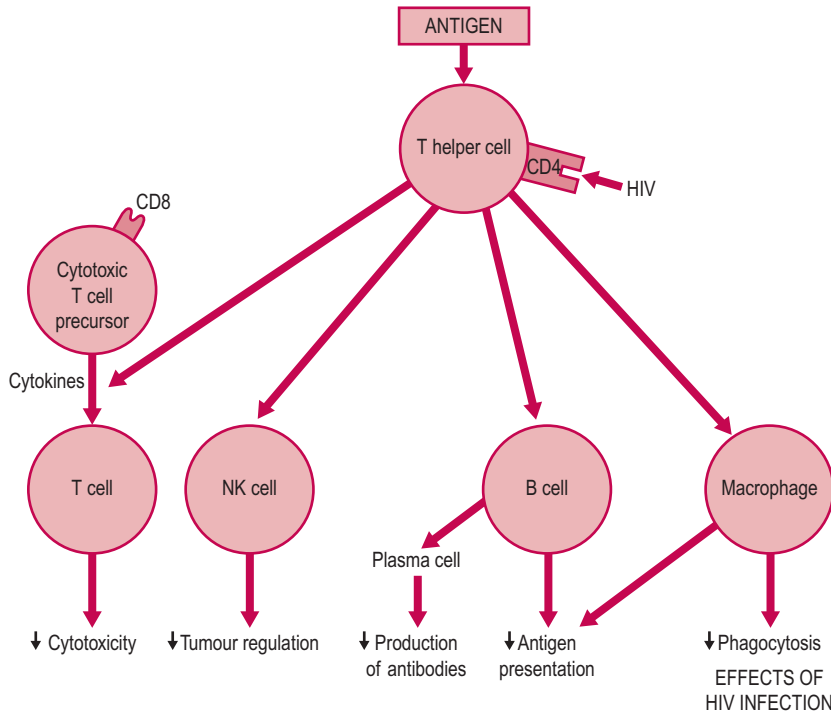 ANTIGEN
T helper cell
CD4
HIV
CD8
Cytotoxic
T cell
precursor
Cytokines
T cell
NK cell
B cell
Macrophage
Plasma cell
↓ Cytotoxicity
↓ Tumour regulation
↓ Production
of antibodies
↓ Antigen
presentation
↓ Phagocytosis
EFFECTS OF
HIV INFECTION